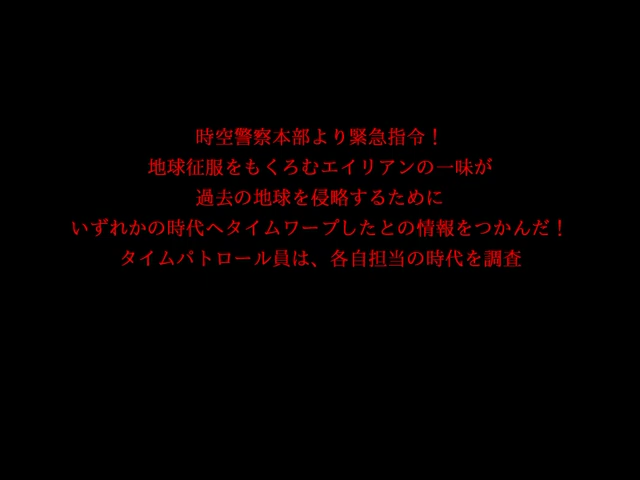 時空警察本部より緊急指令！
地球征服をもくろむエイリアンの一味が
過去の地球を侵略するために
いずれかの時代へタイムワープしたとの情報をつかんだ！
タイムパトロール員は、各自担当の時代を調査